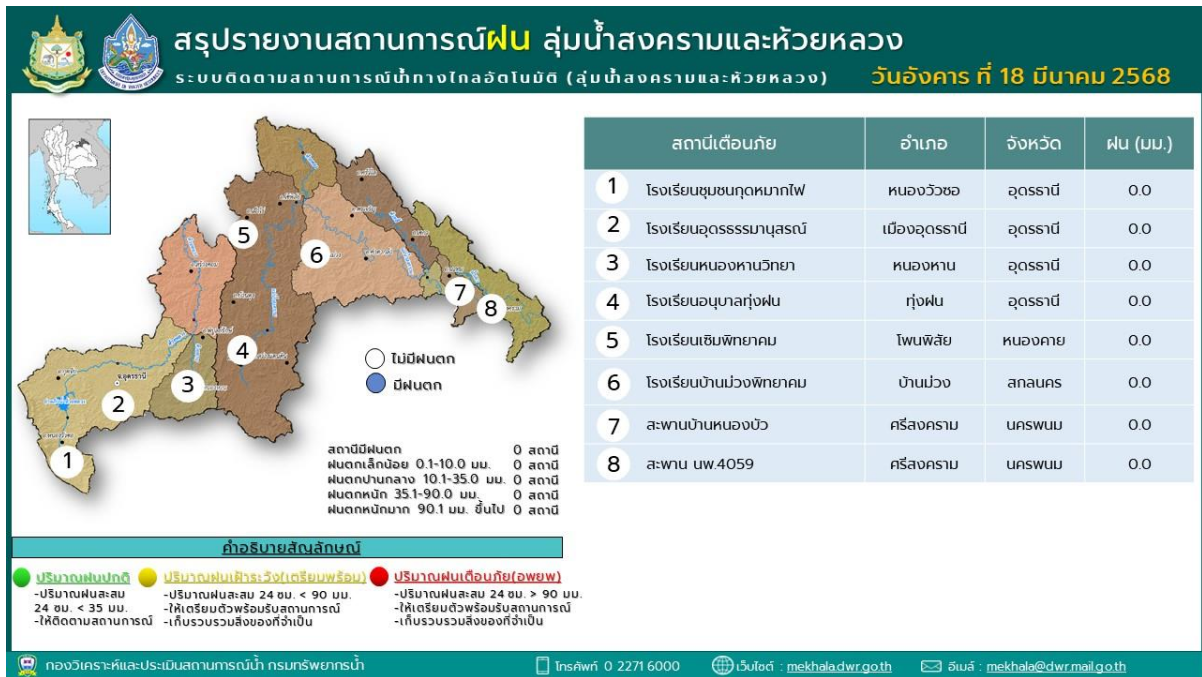 สรุปรายงานสถานการณ์ฝน ลุ่มน้ำสงครามและห้วยหลวง
ระบบติดตามสถานการณ์น้ำทางไกลอัตโนมัติ (ลุ่มน้ำสงครามและห้วยหลวง)
วันอังคาร ที่ 18 มีนาคม 2568
5
6
7
8
4
3
2
1
จ.อุดรธานี
ไม่มีฝนตก
มีฝนตก
สถานีมีฝนตก 0 สถานี
ฝนตกเล็กน้อย 0.1-10.0 มม. 0 สถานี
ฝนตกปานกลาง 10.1-35.0 มม. 0 สถานี
ฝนตกหนัก 35.1-90.0 มม. 0 สถานี
ฝนตกหนักมาก 90.1 มม. ขึ้นไป 0 สถานี
สถานีเตือนภัย อำเภอ จังหวัด ฝน (มม.)
1 โรงเรียนชุมชนกุดหมากไฟ หนองวัวซอ อุดรธานี 0.0
2 โรงเรียนอุดรธรรมานุสรณ์ เมืองอุดรธานี อุดรธานี 0.0
3 โรงเรียนหนองหานวิทยา หนองหาน อุดรธานี 0.0
4 โรงเรียนอนุบาลทุ่งฝน ทุ่งฝน อุดรธานี 0.0
5 โรงเรียนเซิมพิทยาคม โพนพิสัย หนองคาย 0.0
6 โรงเรียนบ้านม่วงพิทยาคม บ้านม่วง สกลนคร 0.0
7 สะพานบ้านหนองบัว ศรีสงคราม นครพนม 0.0
8 สะพาน นพ.4059 ศรีสงคราม นครพนม 0.0
คำอธิบายสัญลักษณ์
ปริมาณฝนปกติ
-ปริมาณฝนสะสม
24 ชม. < 35 มม.
-ให้ติดตามสถานการณ์
ปริมาณฝนเฝ้าระวัง(เตรียมพร้อม)
-ปริมาณฝนสะสม 24 ชม. < 90 มม.
-ให้เตรียมตัวพร้อมรับสถานการณ์
-เก็บรวบรวมสิ่งของที่จำเป็น
ปริมาณฝนเตือนภัย(อพยพ)
-ปริมาณฝนสะสม 24 ชม. > 90 มม.
-ให้เตรียมตัวพร้อมรับสถานการณ์
-เก็บรวบรวมสิ่งของที่จำเป็น
กองวิเคราะห์และประเมินสถานการณ์น้ำ กรมทรัพยากรน้ำ
โทรศัพท์ 0 2271 6000
เว็บไซต์ : mekhala.dwr.go.th
อีเมล์ : mekhala@dwr.mail.go.th